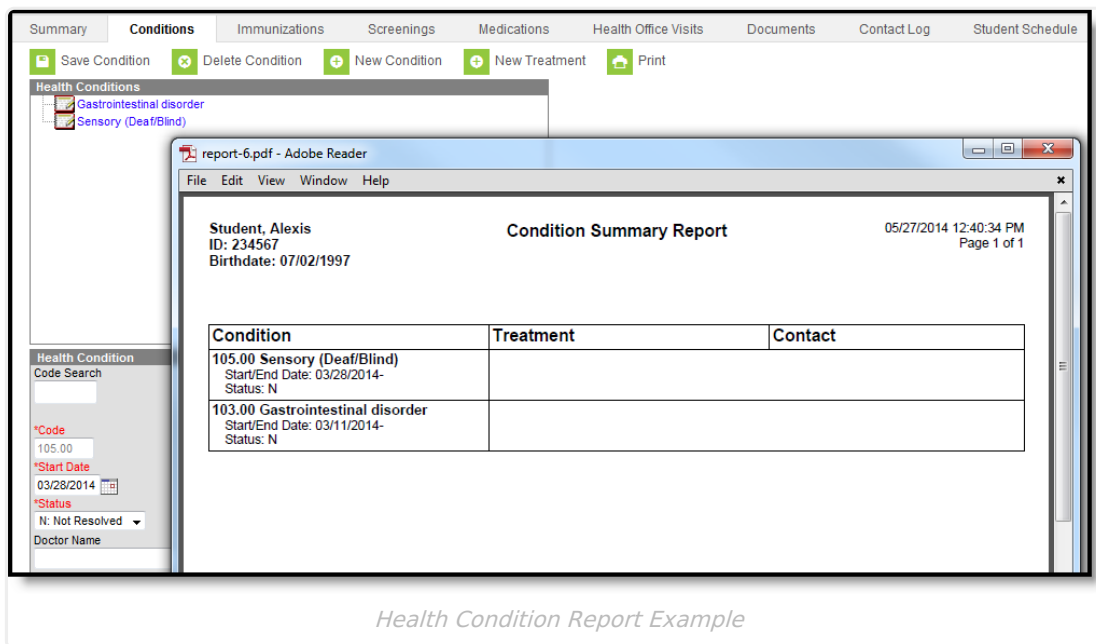 Summary Conditions Immunizations Screenings Medications Health Office Visits Documents Contact Log Student Schedule
Save Condition Delete Condition New Condition New Treatment Print
Health Conditions
Gastrointestinal disorder
Sensory (Deaf/Blind)
report-6.pdf - Adobe Reader
File Edit View Window Help
Student, Alexis
ID: 234567
Birthdate: 07/02/1997
Condition Summary Report
05/27/2014 12:40:34 PM
Page 1 of 1
Condition Treatment Contact
105.00 Sensory (Deaf/Blind)
Start/End Date: 03/28/2014-
Status: N
103.00 Gastrointestinal disorder
Start/End Date: 03/11/2014-
Status: N
Health Condition
Code Search
*Code
105.00
*Start Date
03/28/2014
*Status
N: Not Resolved
Doctor Name
Health Condition Report Example